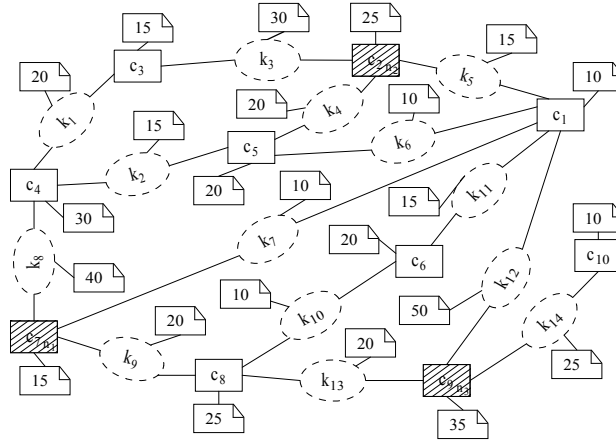 15
30
25
15
10
20
c₃
k₃
c₂ n₂
k₅
k₁
20
k₄
10
c₁
15
c₅
k₆
c₄
k₂
20
10
15
k₁₁
30
k₇
10
20
c₆
c₁₀
k₈
40
k₁₂
10
k₁₀
50
k₁₄
c₇ n₁
20
k₉
20
25
15
c₈
k₁₃
c₉ n₃
25
35